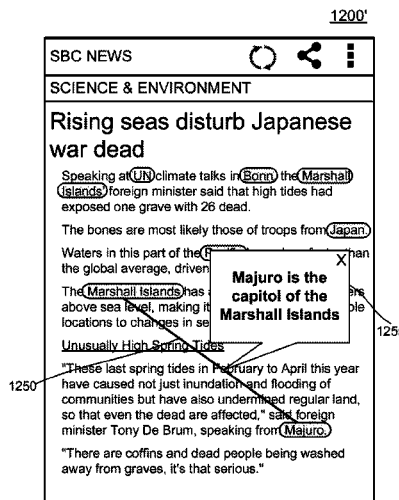 1200'
SBC NEWS
SCIENCE & ENVIRONMENT
Rising seas disturb Japanese
war dead
Speaking at UN climate talks in Bonn, the Marshall
Islands' foreign minister said that high tides had
exposed one grave with 26 dead.
The bones are most likely those of troops from Japan.
Waters in this part of the than
the global average, driven
X
Majuro is the
capitol of the
Marshall Islands
The Marshall Islands has a rs
above sea level, making it ple
locations to changes in se
125
Unusually High Spring Tides
1250
"These last spring tides in February to April this year
have caused not just inundation and flooding of
communities but have also undermined regular land,
so that even the dead are affected," said foreign
minister Tony De Brum, speaking from Majuro.
"There are coffins and dead people being washed
away from graves, it's that serious."